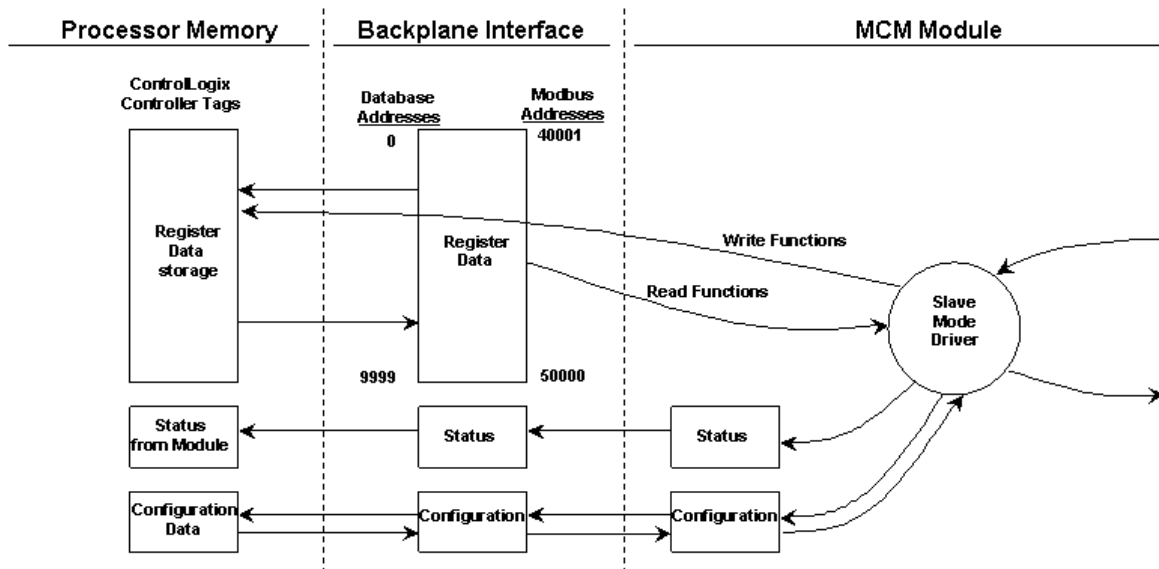 Processor Memory
Backplane Interface
MCM Module
ControlLogix
Controller Tags
Database
Addresses
0
Modbus
Addresses
40001
Register
Data
storage
Register
Data
Write Functions
Read Functions
Slave
Mode
Driver
9999
50000
Status
from Module
Status
Status
Configuration
Data
Configuration
Configuration